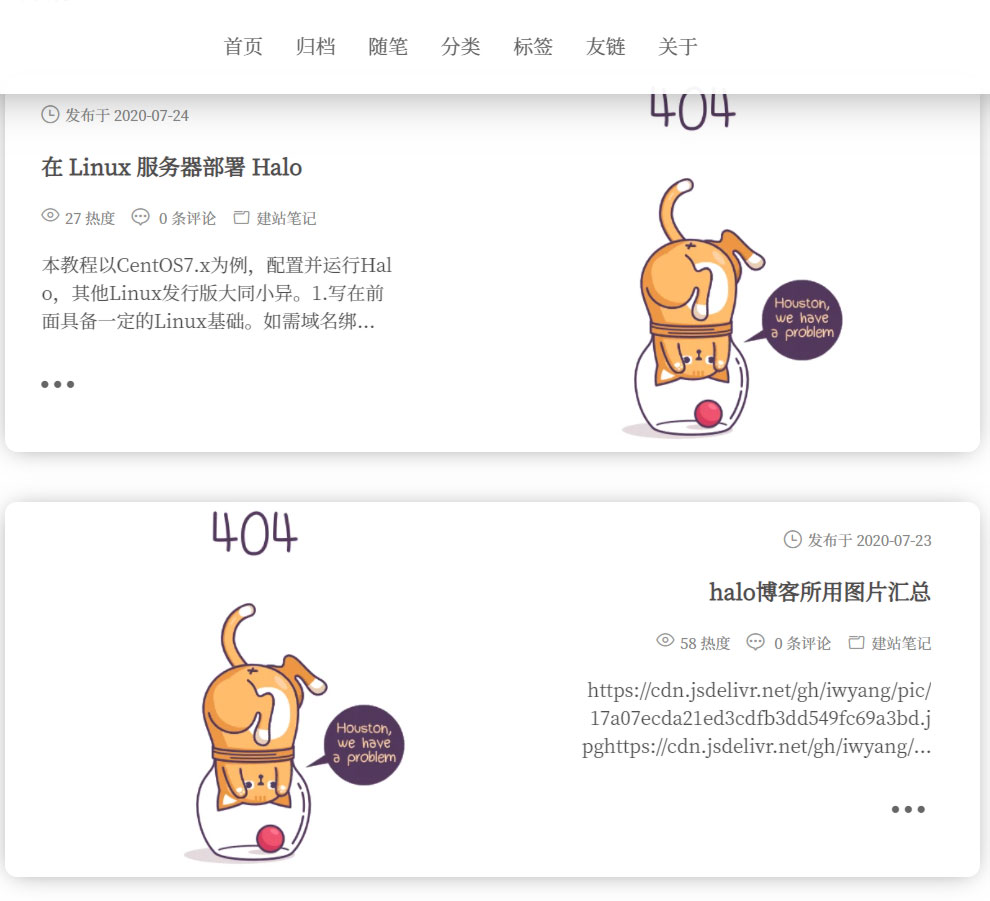 首页 归档 随笔 分类 标签 友链 关于
发布于 2020-07-24
在 Linux 服务器部署 Halo
27 热度 0 条评论 建站笔记
本教程以CentOS7.x为例，配置并运行Hal
o，其他Linux发行版大同小异。1.写在前
面具备一定的Linux基础。如需域名绑...
404
Houston,
we have
a problem
404
Houston,
we have
a problem
发布于 2020-07-23
halo博客所用图片汇总
58 热度 0 条评论 建站笔记
https://cdn.jsdelivr.net/gh/iwyang/pic/
17a07ecda21ed3cdfb3dd549fc69a3bd.j
pghttps://cdn.jsdelivr.net/gh/iwyang/...